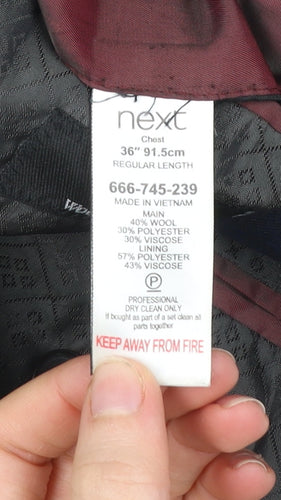 next
Chest
36" 91.5cm
REGULAR LENGTH
666-745-239
MADE IN VIETNAM
MAIN
40% WOOL
30% POLYESTER
30% VISCOSE
LINING
57% POLYESTER
43% VISCOSE
P
PROFESSIONAL
DRY CLEAN ONLY
If bought as part of a set clean all
parts together
KEEP AWAY FROM FIRE